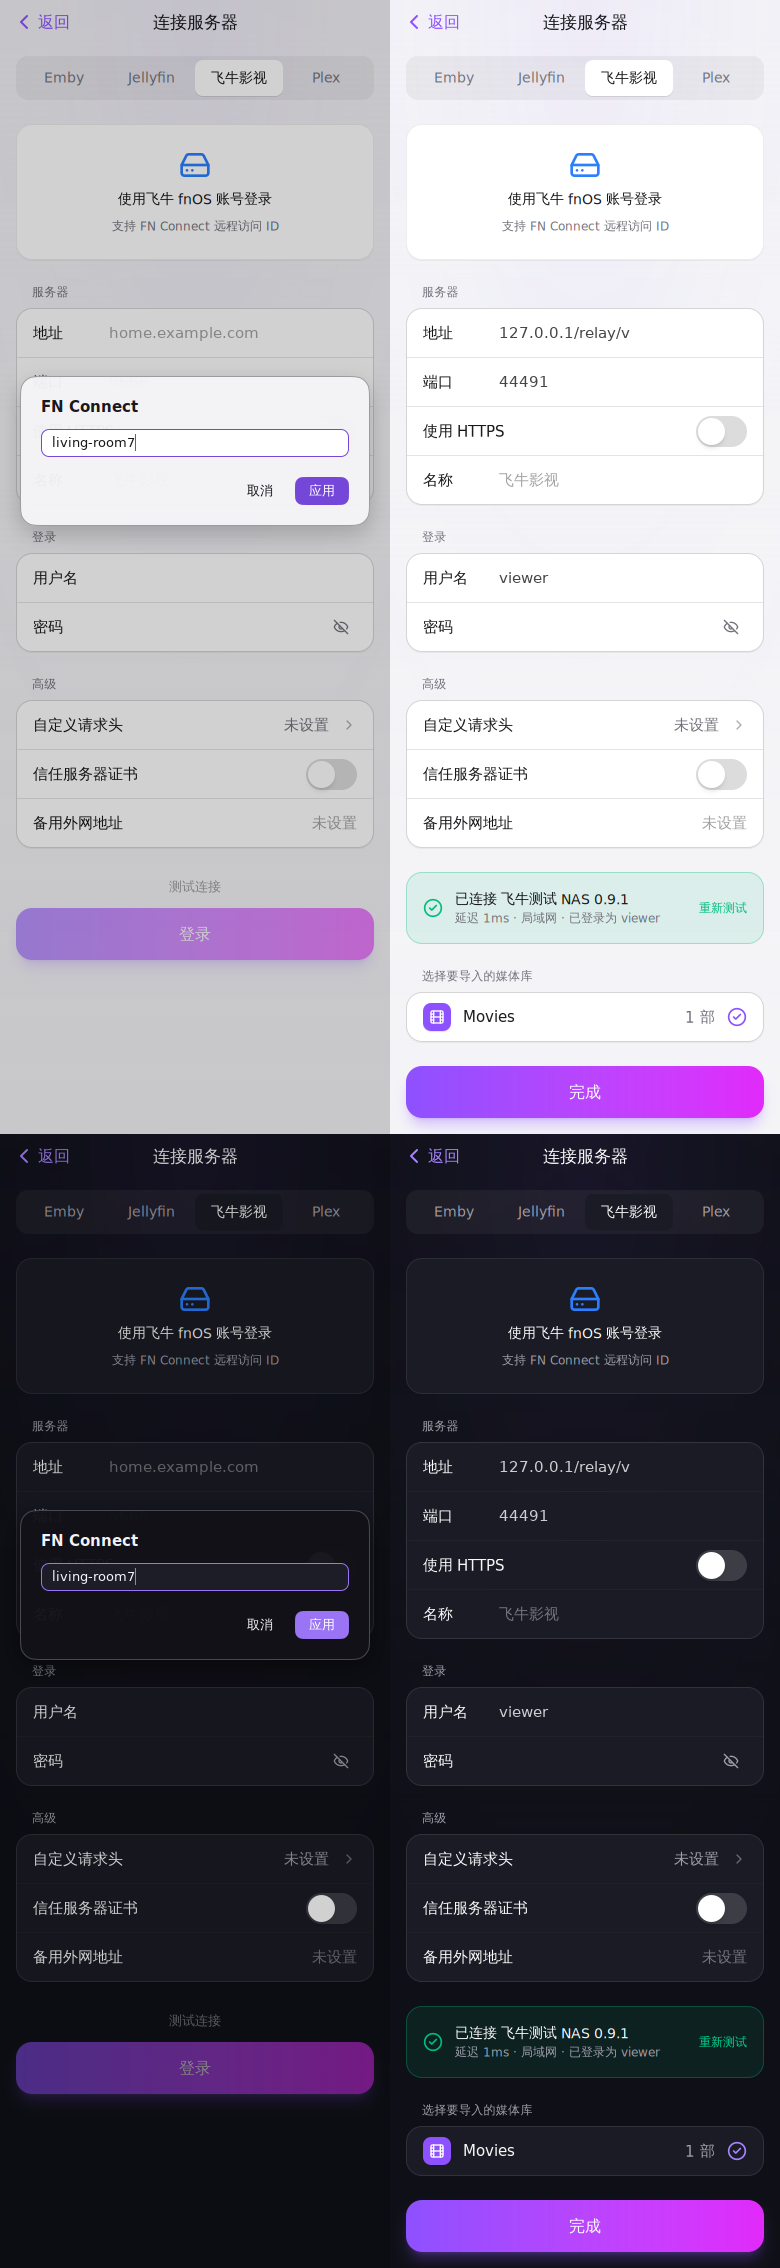 返回
连接服务器
Emby
Jellyfin
飞牛影视
Plex
使用飞牛 fnOS 账号登录
支持 FN Connect 远程访问 ID
服务器
地址
home.example.com
FN Connect
living-room7
取消
应用
登录
用户名
密码
高级
自定义请求头
未设置
信任服务器证书
备用外网地址
未设置
测试连接
登录
返回
连接服务器
Emby
Jellyfin
飞牛影视
Plex
使用飞牛 fnOS 账号登录
支持 FN Connect 远程访问 ID
服务器
地址
127.0.0.1/relay/v
端口
44491
使用 HTTPS
名称
飞牛影视
登录
用户名
viewer
密码
高级
自定义请求头
未设置
信任服务器证书
备用外网地址
未设置
已连接 飞牛测试 NAS 0.9.1
延迟 1ms · 局域网 · 已登录为 viewer
重新测试
选择要导入的媒体库
Movies
1 部
完成
返回
连接服务器
Emby
Jellyfin
飞牛影视
Plex
使用飞牛 fnOS 账号登录
支持 FN Connect 远程访问 ID
服务器
地址
home.example.com
FN Connect
living-room7
取消
应用
登录
用户名
密码
高级
自定义请求头
未设置
信任服务器证书
备用外网地址
未设置
测试连接
登录
返回
连接服务器
Emby
Jellyfin
飞牛影视
Plex
使用飞牛 fnOS 账号登录
支持 FN Connect 远程访问 ID
服务器
地址
127.0.0.1/relay/v
端口
44491
使用 HTTPS
名称
飞牛影视
登录
用户名
viewer
密码
高级
自定义请求头
未设置
信任服务器证书
备用外网地址
未设置
已连接 飞牛测试 NAS 0.9.1
延迟 1ms · 局域网 · 已登录为 viewer
重新测试
选择要导入的媒体库
Movies
1 部
完成